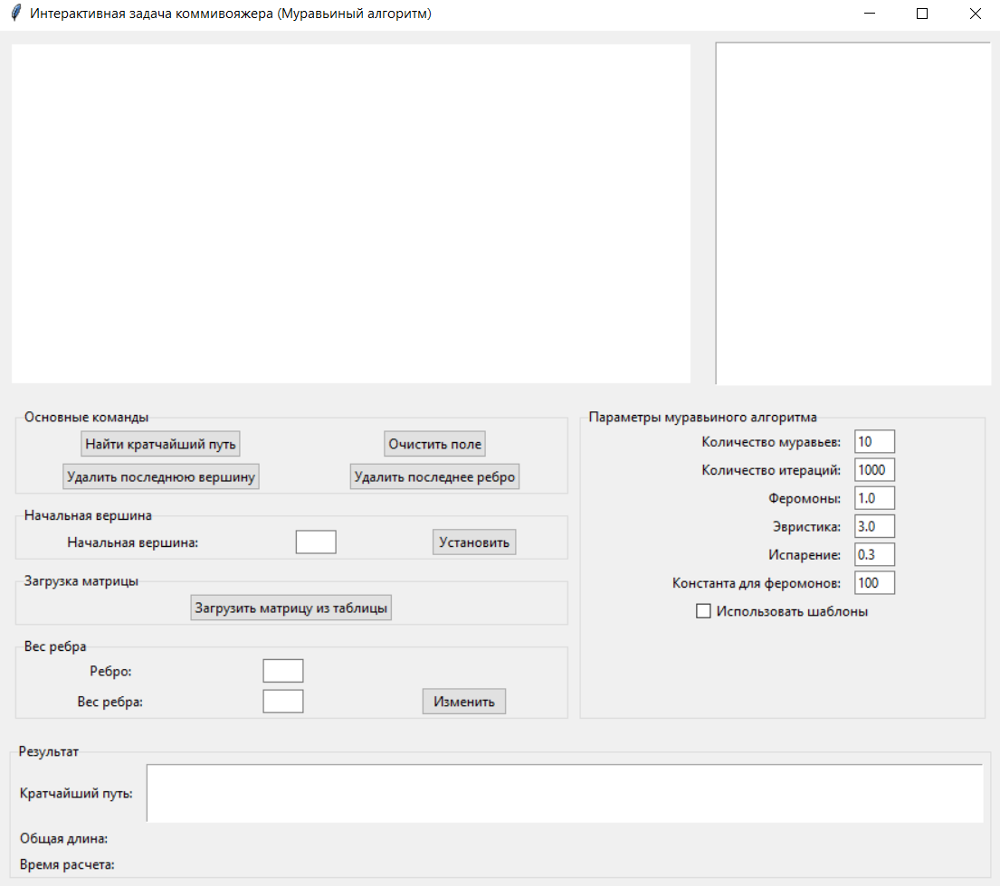 Интерактивная задача коммивояжера (Муравьиный алгоритм)
Основные команды
Найти кратчайший путь
Очистить поле
Удалить последнюю вершину
Удалить последнее ребро
Начальная вершина
Начальная вершина:
Установить
Загрузка матрицы
Загрузить матрицу из таблицы
Вес ребра
Ребро:
Вес ребра:
Изменить
Параметры муравьиного алгоритма
Количество муравьев: 10
Количество итераций: 1000
Феромоны: 1.0
Эвристика: 3.0
Испарение: 0.3
Константа для феромонов: 100
Использовать шаблоны
Результат
Кратчайший путь:
Общая длина:
Время расчета: